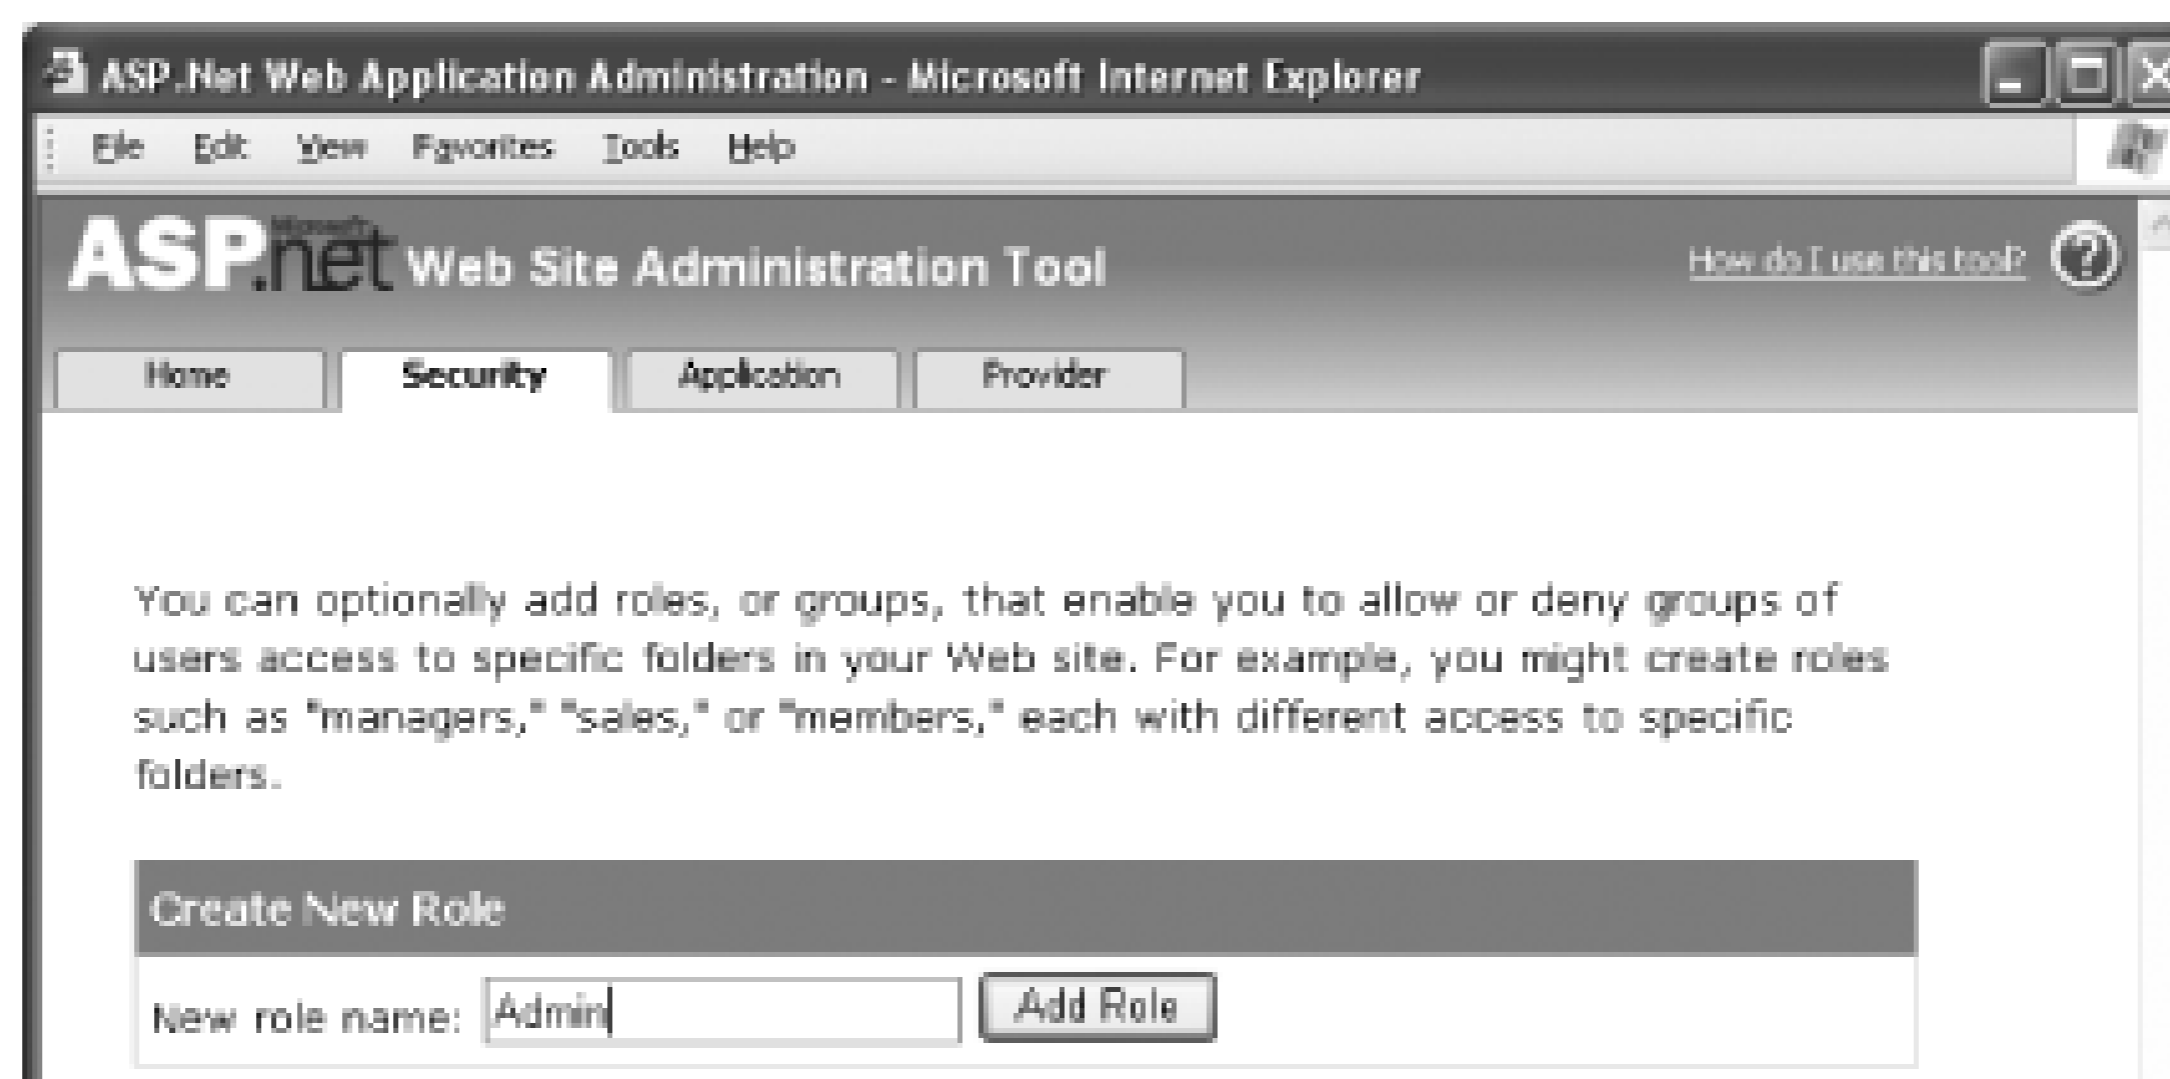 ASP.Net Web Application Administration - Microsoft Internet Explorer
File Edit View Favorites Tools Help
Microsoft
ASP.net Web Site Administration Tool How do I use this tool? ?
Home Security Application Provider
You can optionally add roles, or groups, that enable you to allow or deny groups of
users access to specific folders in your Web site. For example, you might create roles
such as "managers," "sales," or "members," each with different access to specific
folders.
Create New Role
New role name: Admin Add Role